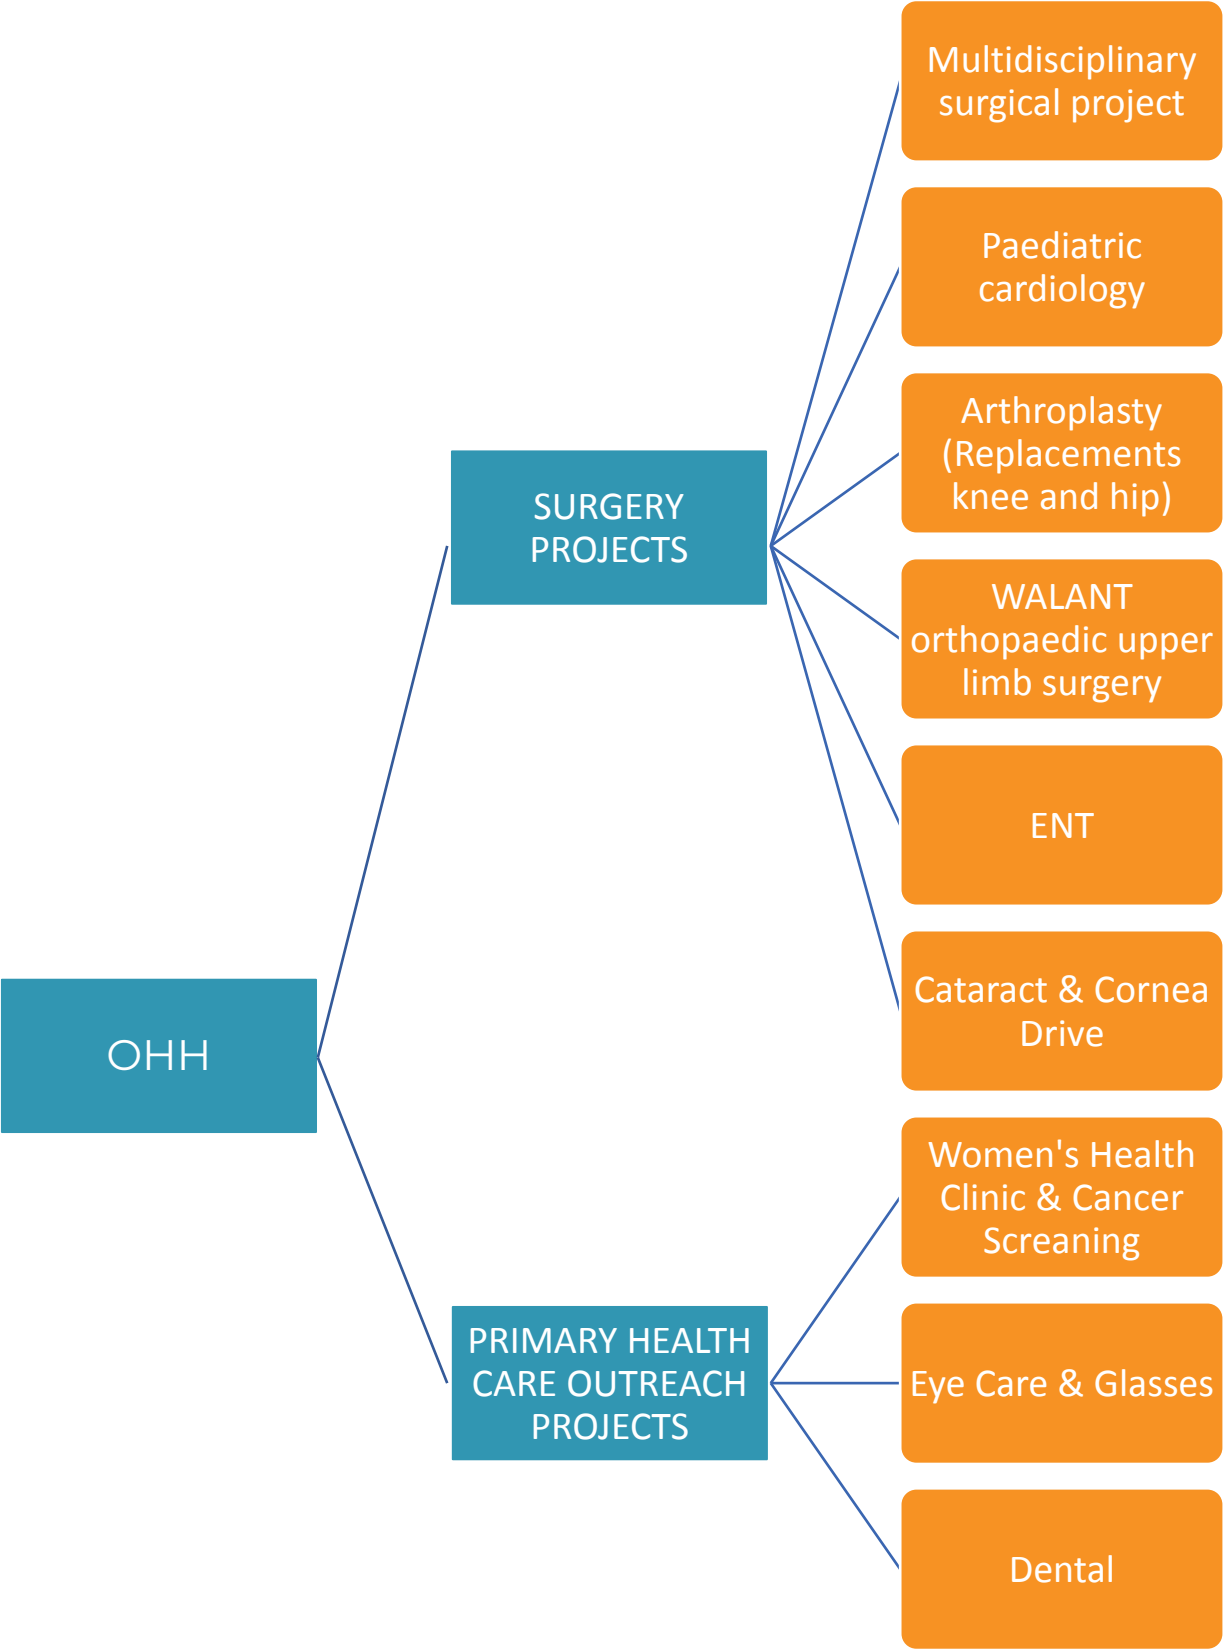 OHH
SURGERY
PROJECTS
Multidisciplinary
surgical project
Paediatric
cardiology
Arthroplasty
(Replacements
knee and hip)
WALANT
orthopaedic upper
limb surgery
ENT
Cataract & Cornea
Drive
PRIMARY HEALTH
CARE OUTREACH
PROJECTS
Women's Health
Clinic & Cancer
Screaning
Eye Care & Glasses
Dental